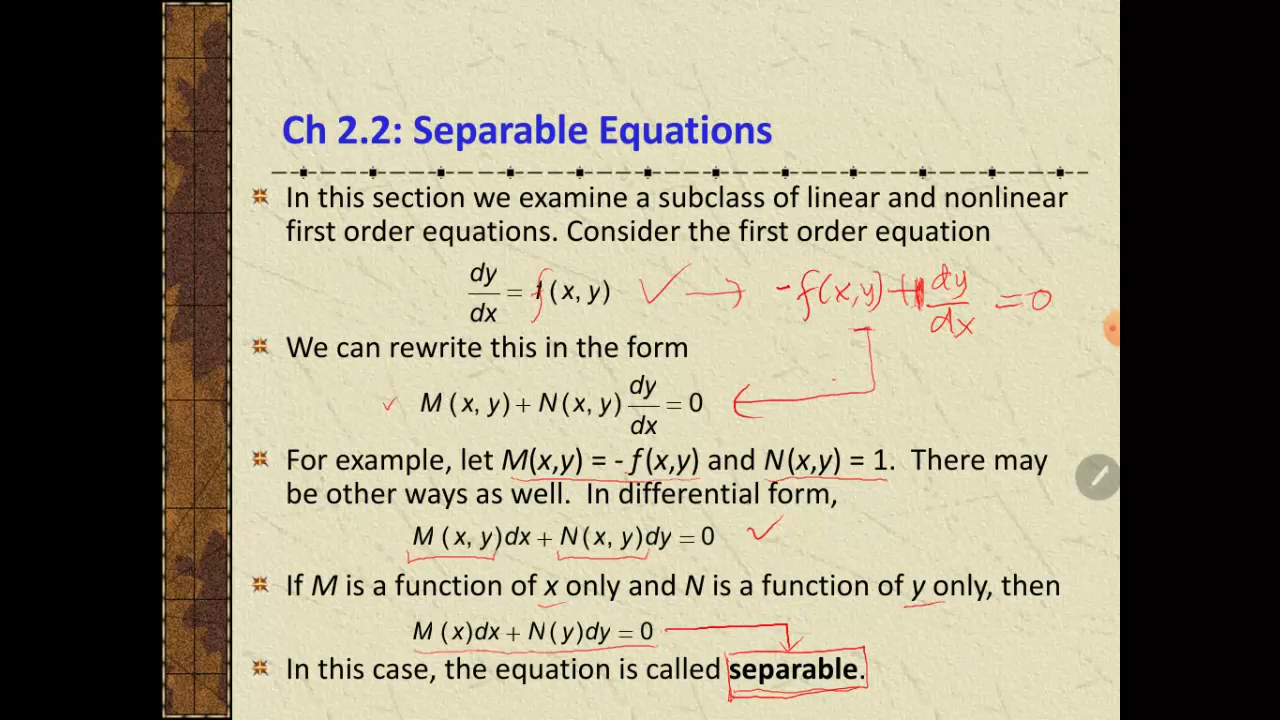 Ch 2.2: Separable Equations
In this section we examine a subclass of linear and nonlinear
first order equations. Consider the first order equation
dy/dx = f (x, y) → -f(x,y) + 1 dy/dx = 0
We can rewrite this in the form
M (x, y) + N (x, y) dy/dx = 0
For example, let M(x,y) = - f (x,y) and N(x,y) = 1. There may
be other ways as well. In differential form,
M (x, y)dx + N (x, y)dy = 0
If M is a function of x only and N is a function of y only, then
M (x)dx + N (y)dy = 0
In this case, the equation is called separable.